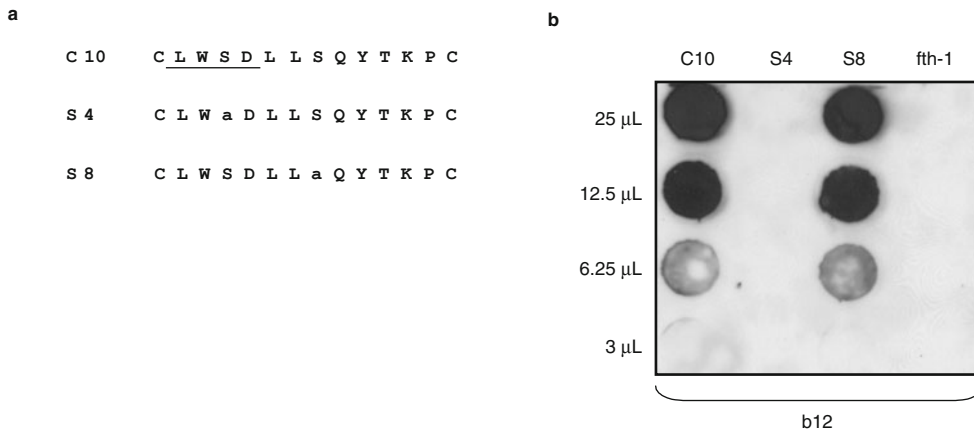 a
C10 C L W S D L L S Q Y T K P C
S4 C L W a D L L S Q Y T K P C
S8 C L W S D L L a Q Y T K P C
b
C10 S4 S8 fth-1
25 µL
12.5 µL
6.25 µL
3 µL
b12